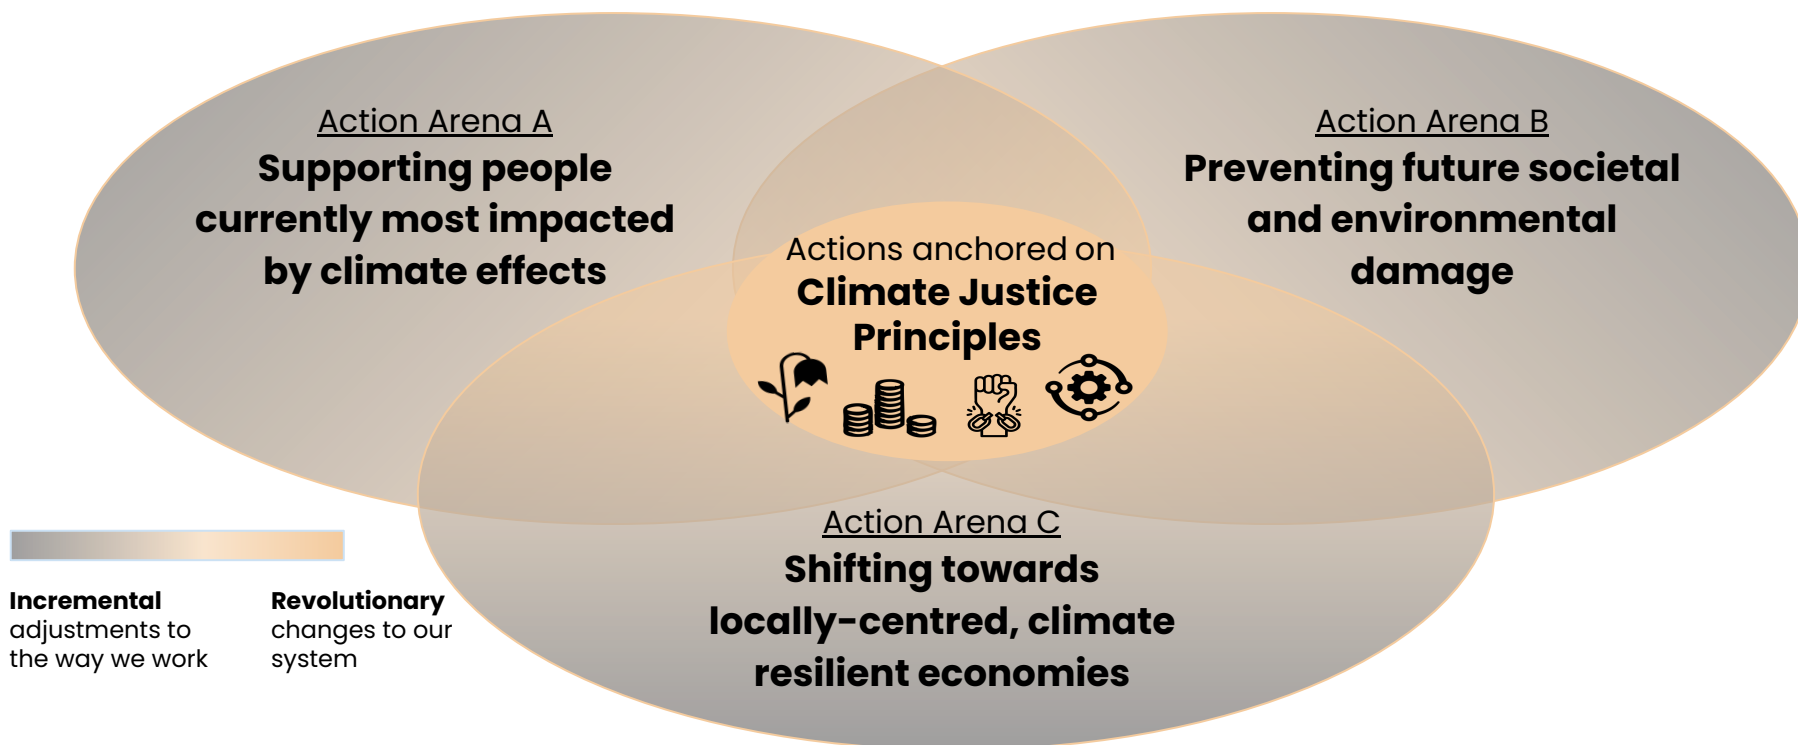 Action Arena A
Supporting people
currently most impacted
by climate effects
Action Arena B
Preventing future societal
and environmental
damage
Actions anchored on
Climate Justice
Principles
Action Arena C
Shifting towards
locally-centred, climate
resilient economies
Incremental
adjustments to
the way we work
Revolutionary
changes to our
system